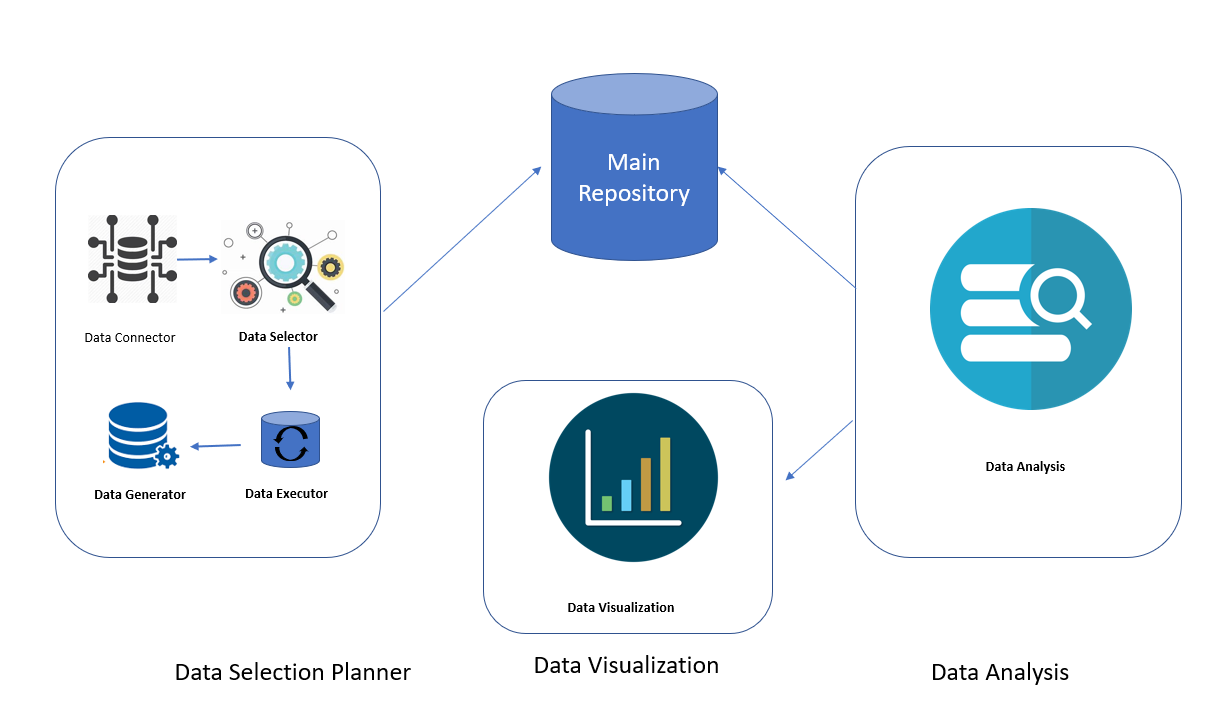 Main
Repository
Data Connector
Data Selector
Data Generator
Data Executor
Data Analysis
Data Visualization
Data Selection Planner
Data Visualization
Data Analysis